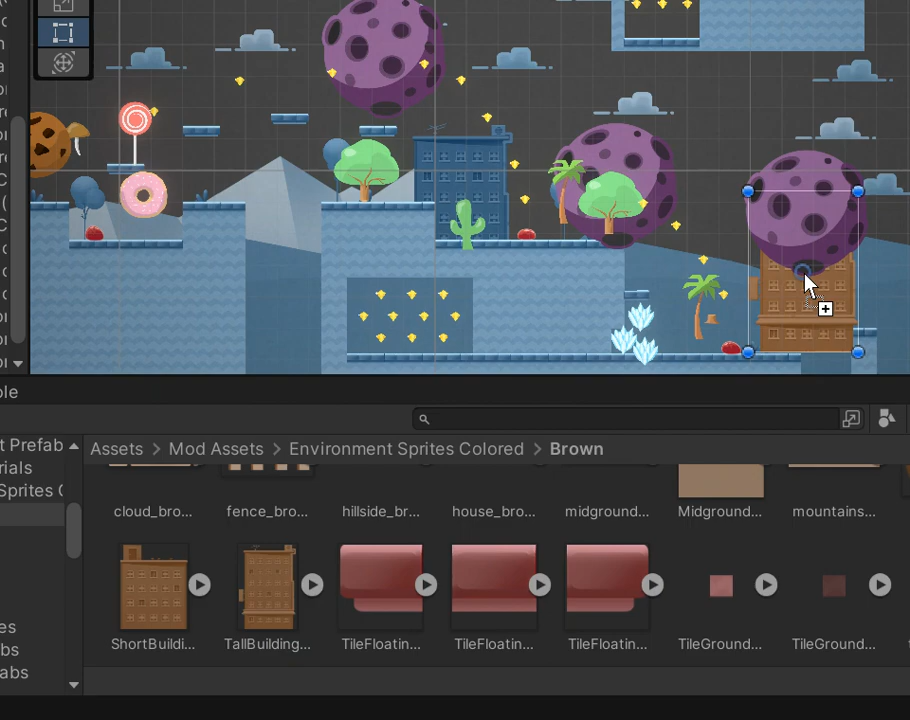 ole
Assets > Mod Assets > Environment Sprites Colored > Brown
t Prefab
rials
Sprites C
es
bs
abs
cloud_bro...
fence_bro...
hillside_br...
house_bro...
midground...
Midground...
mountains...
ShortBuildi...
TallBuilding...
TileFloatin...
TileFloatin...
TileFloatin...
TileGround...
TileGround...